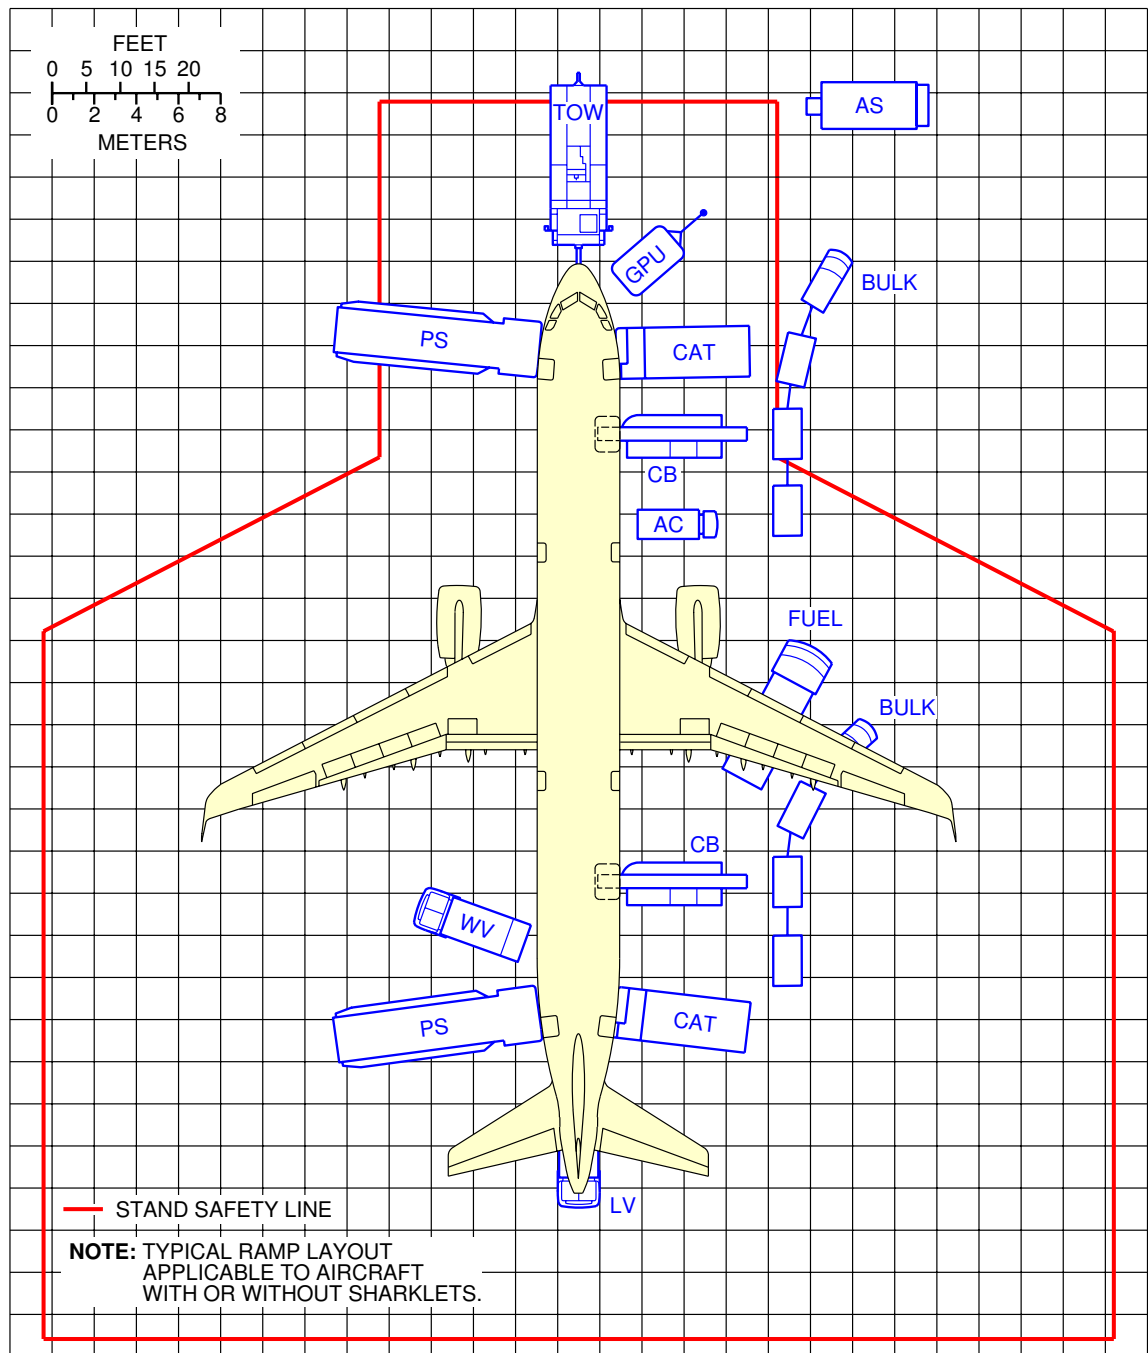 FEET
0 5 10 15 20
0 2 4 6 8
METERS
TOW
AS
GPU
BULK
PS
CAT
CB
AC
FUEL
BULK
CB
WV
PS
CAT
LV
STAND SAFETY LINE
NOTE: TYPICAL RAMP LAYOUT
APPLICABLE TO AIRCRAFT
WITH OR WITHOUT SHARKLETS.